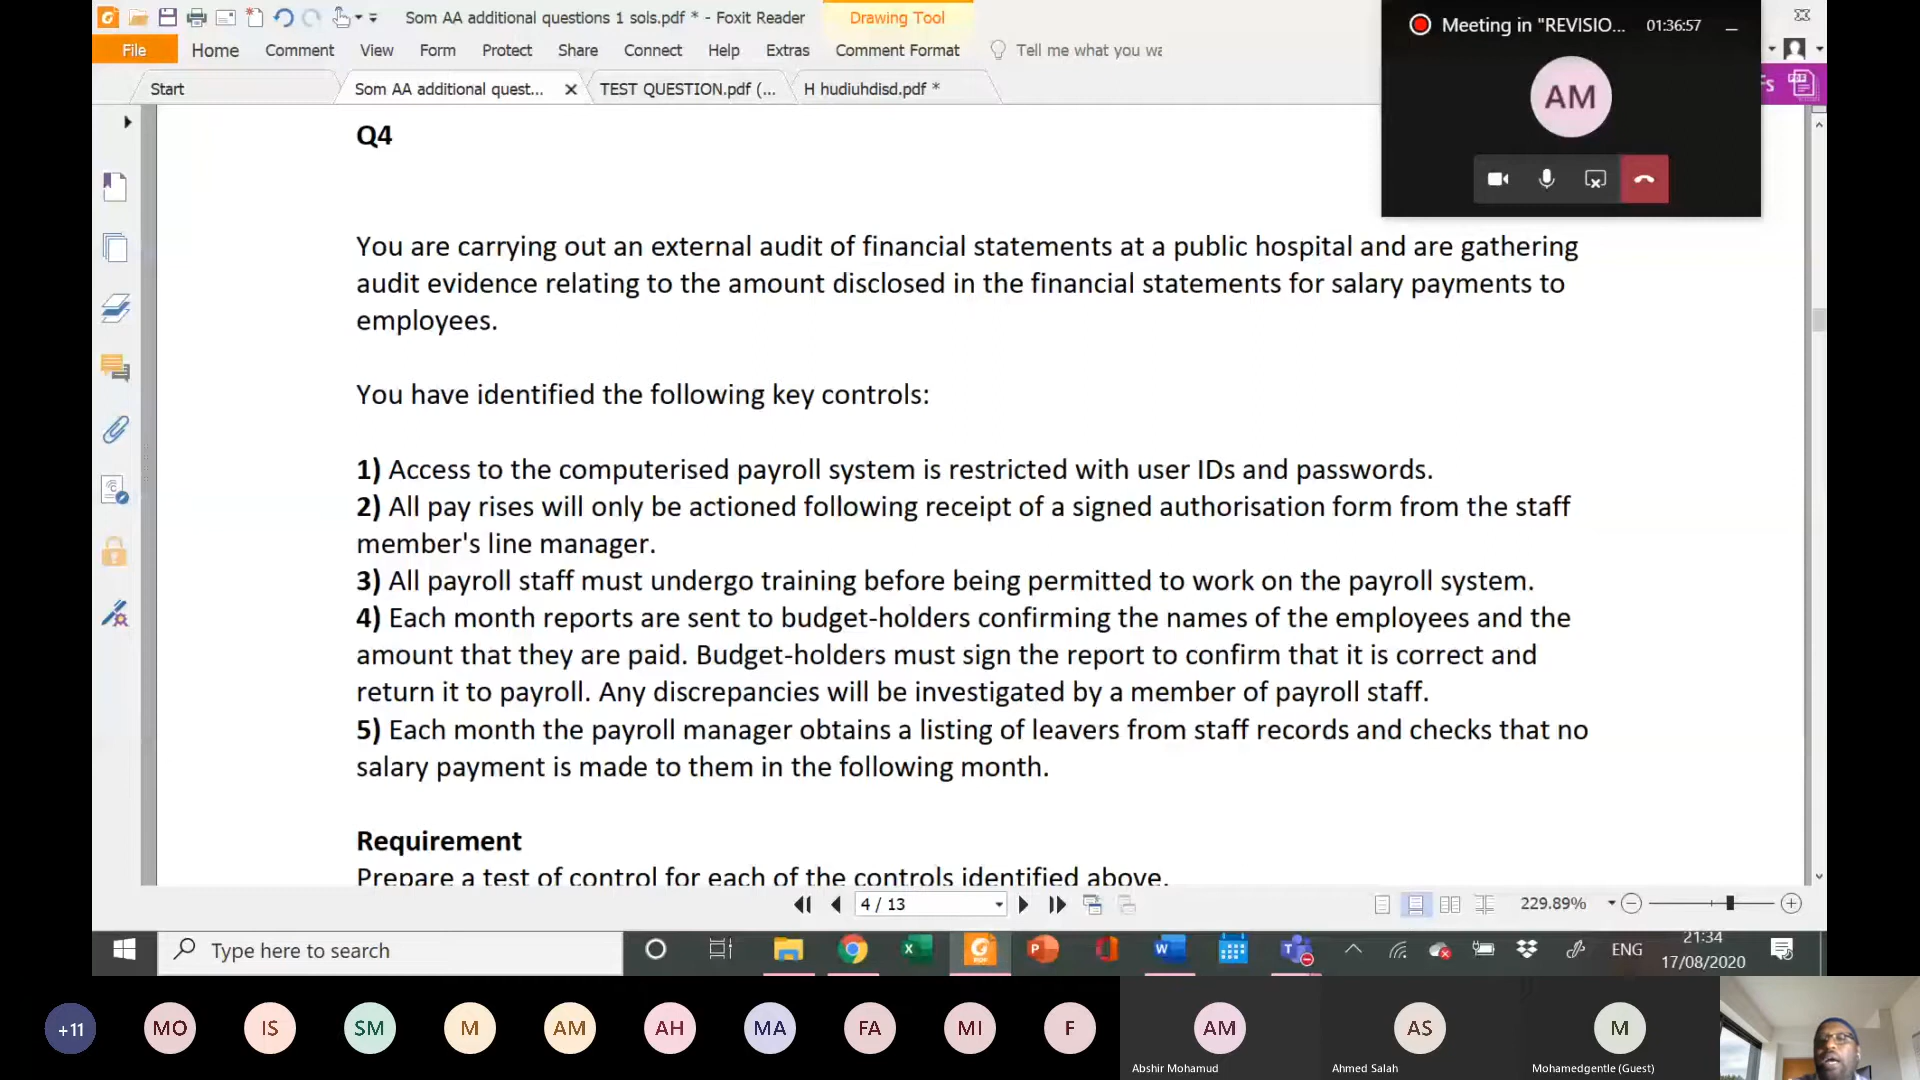 Som AA additional questions 1 sols.pdf * - Foxit Reader
Drawing Tool
Meeting in "REVISIO... 01:36:57
File Home Comment View Form Protect Share Connect Help Extras Comment Format Tell me what you wa
Start
Som AA additional quest...
TEST QUESTION.pdf (...
H hudiuhdisd.pdf *
AM
Q4
You are carrying out an external audit of financial statements at a public hospital and are gathering
audit evidence relating to the amount disclosed in the financial statements for salary payments to
employees.
You have identified the following key controls:
1) Access to the computerised payroll system is restricted with user IDs and passwords.
2) All pay rises will only be actioned following receipt of a signed authorisation form from the staff
member's line manager.
3) All payroll staff must undergo training before being permitted to work on the payroll system.
4) Each month reports are sent to budget-holders confirming the names of the employees and the
amount that they are paid. Budget-holders must sign the report to confirm that it is correct and
return it to payroll. Any discrepancies will be investigated by a member of payroll staff.
5) Each month the payroll manager obtains a listing of leavers from staff records and checks that no
salary payment is made to them in the following month.
Requirement
Prepare a test of control for each of the controls identified above.
4 / 13
229.89%
Type here to search
ENG
21:34
17/08/2020
+11 MO IS SM M AM AH MA FA MI F AM AS M
Abshir Mohamud
Ahmed Salah
Mohamedgentle (Guest)